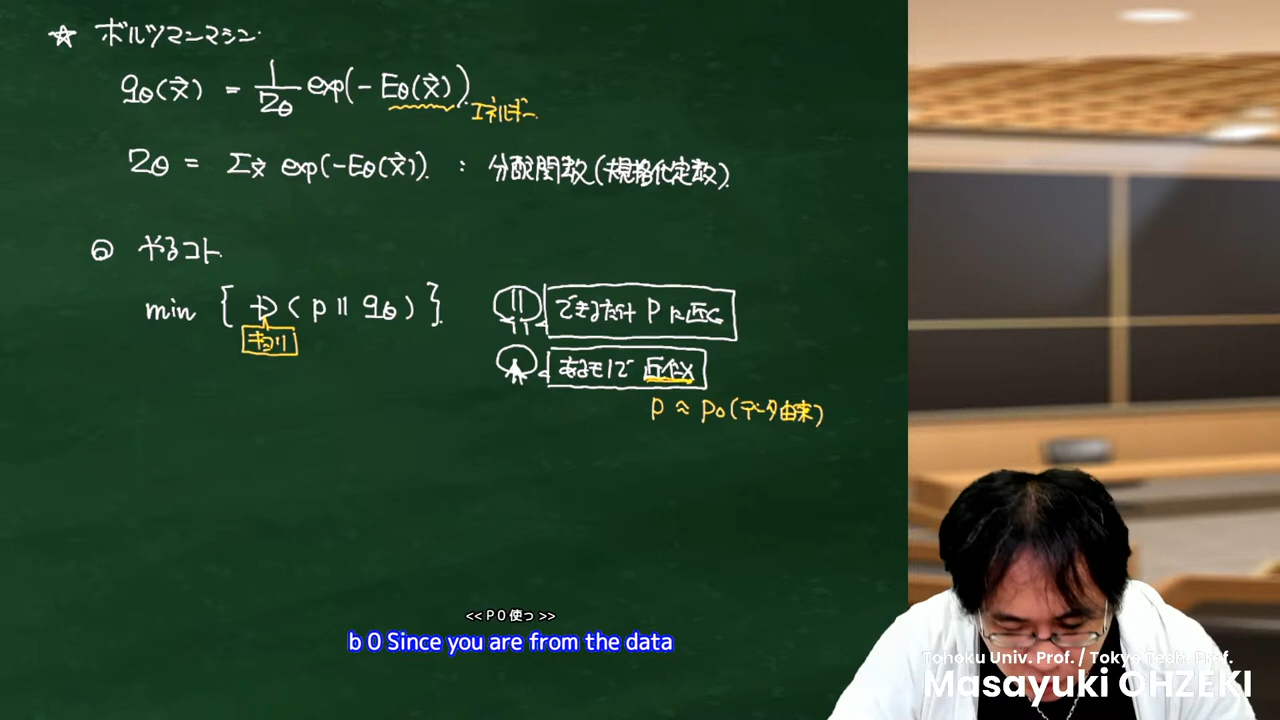 ☆ ボルツマンマシン.
qθ(x⃗) = 1/Zθ exp(-Eθ(x⃗)).
エネルギー.
Zθ = Σx⃗ exp(-Eθ(x⃗)). : 分配関数(規格化定数).
◎ やるコト.
min { D( p || qθ ) }.
キョリ
できるだけ p に近く
あるモノで 近似
p ≈ p0(データ由来)
<< P 0 使っ >>
b 0 Since you are from the data
Tohoku Univ. Prof. / Tokyo Tech. Prof.
Masayuki OHZEKI